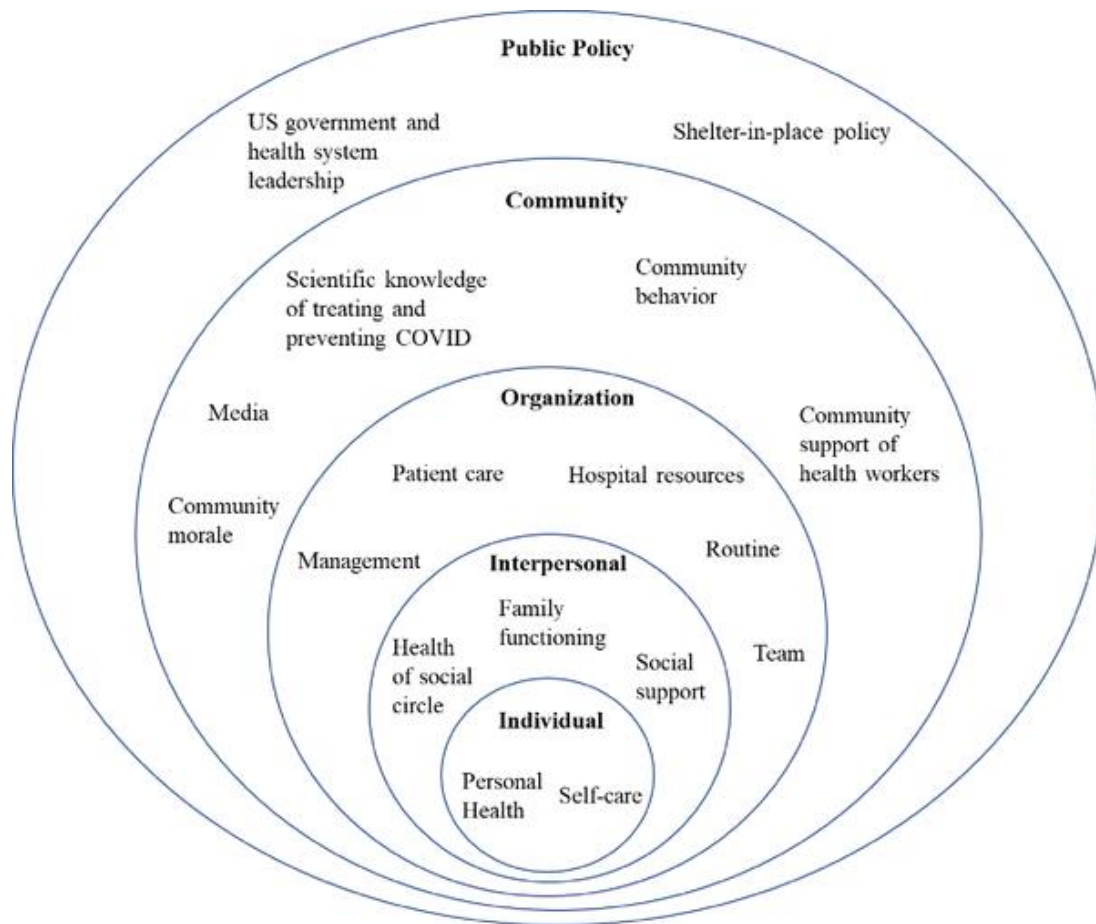 Public Policy
US government and
health system
leadership
Shelter-in-place policy
Community
Scientific knowledge
of treating and
preventing COVID
Community
behavior
Media
Community
morale
Community
support of
health workers
Organization
Patient care
Hospital resources
Management
Routine
Team
Interpersonal
Family
functioning
Health
of social
circle
Social
support
Individual
Personal
Health
Self-care